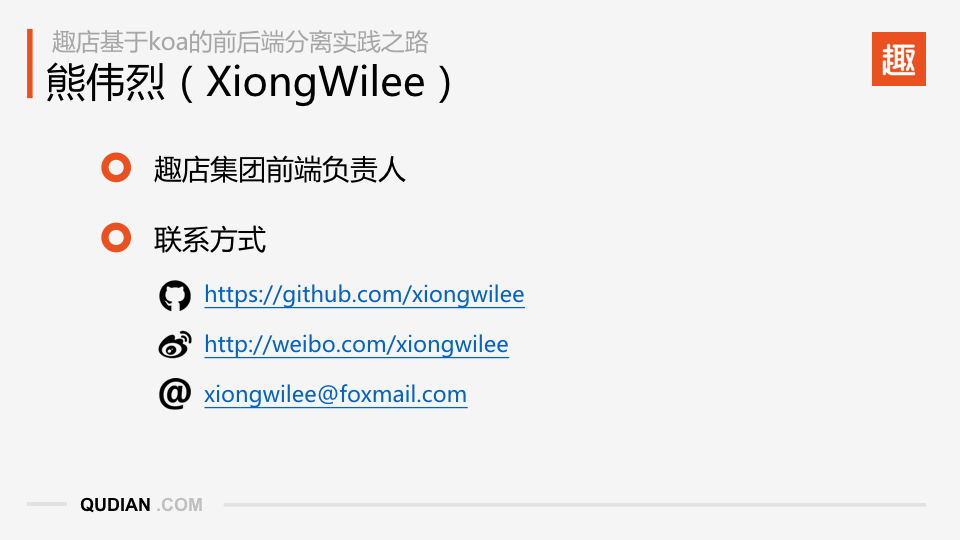 趣店基于koa的前后端分离实践之路
熊伟烈（XiongWilee）
趣
趣店集团前端负责人
联系方式
https://github.com/xiongwilee
http://weibo.com/xiongwilee
@ xiongwilee@foxmail.com
QUDIAN .COM